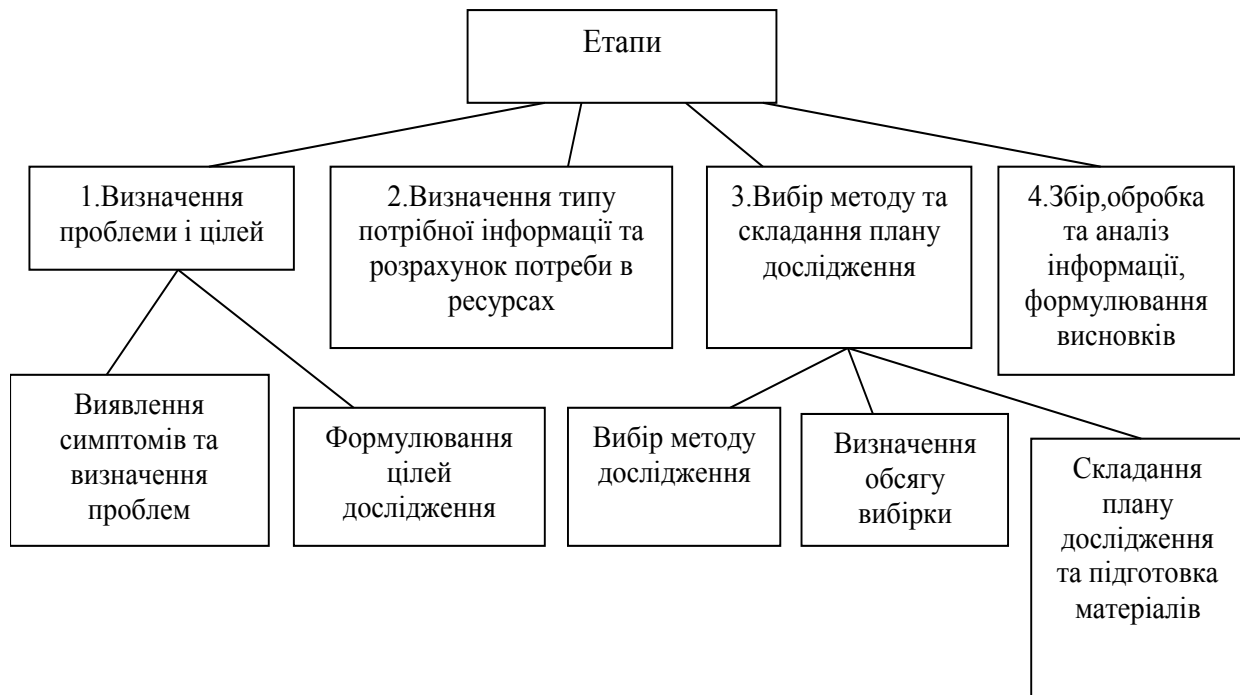 Етапи
1.Визначення
проблеми і цілей
2.Визначення типу
потрібної інформації та
розрахунок потреби в
ресурсах
3.Вибір методу та
складання плану
дослідження
4.Збір,обробка
та аналіз
інформації,
формулювання
висновків
Виявлення
симптомів та
визначення
проблем
Формулювання
цілей
дослідження
Вибір методу
дослідження
Визначення
обсягу
вибірки
Складання
плану
дослідження
та підготовка
матеріалів